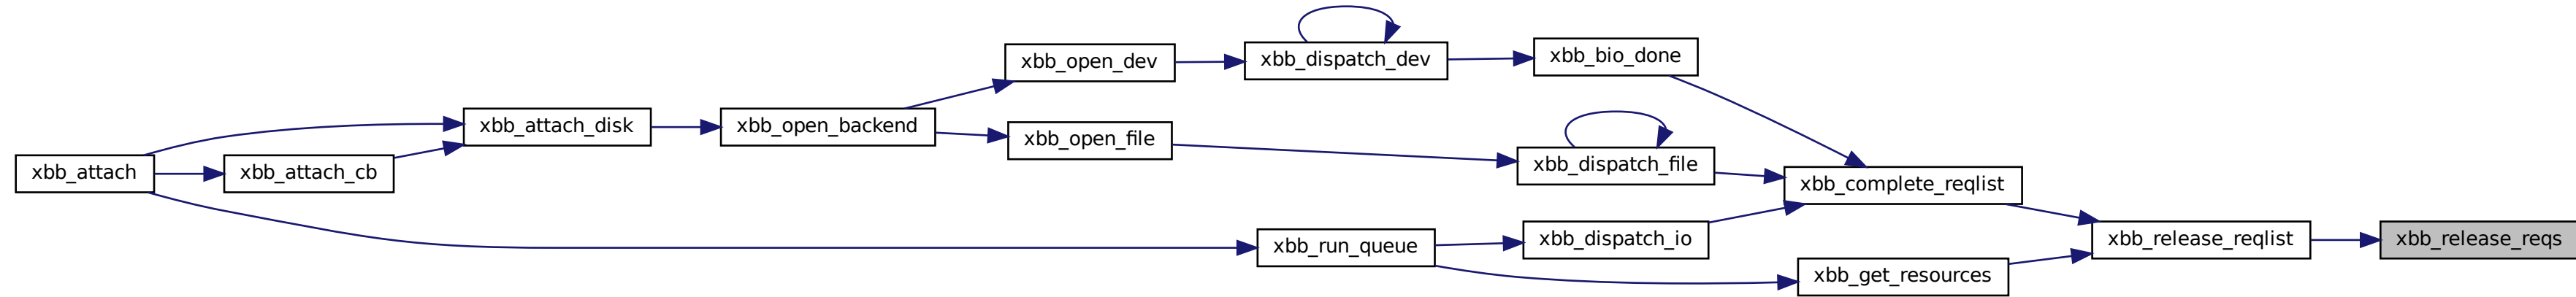 xbb_open_dev
xbb_dispatch_dev
xbb_bio_done
xbb_attach_disk
xbb_open_backend
xbb_open_file
xbb_dispatch_file
xbb_attach
xbb_attach_cb
xbb_complete_reqlist
xbb_run_queue
xbb_dispatch_io
xbb_release_reqlist
xbb_release_reqs
xbb_get_resources